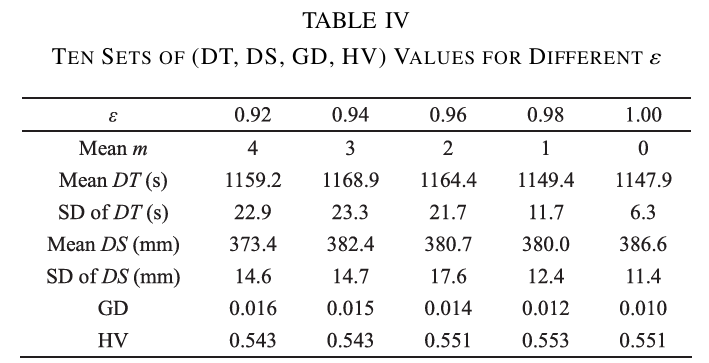 TABLE IV
TEN SETS OF (DT, DS, GD, HV) VALUES FOR DIFFERENT ε
ε 0.92 0.94 0.96 0.98 1.00
Mean m 4 3 2 1 0
Mean DT (s) 1159.2 1168.9 1164.4 1149.4 1147.9
SD of DT (s) 22.9 23.3 21.7 11.7 6.3
Mean DS (mm) 373.4 382.4 380.7 380.0 386.6
SD of DS (mm) 14.6 14.7 17.6 12.4 11.4
GD 0.016 0.015 0.014 0.012 0.010
HV 0.543 0.543 0.551 0.553 0.551